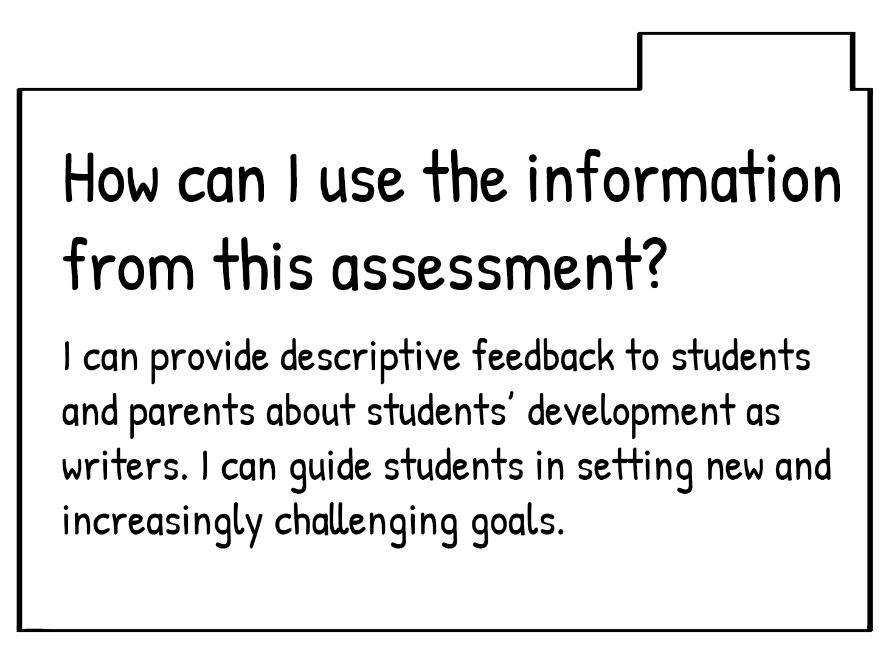 How can I use the information
from this assessment?
I can provide descriptive feedback to students
and parents about students’ development as
writers. I can guide students in setting new and
increasingly challenging goals.